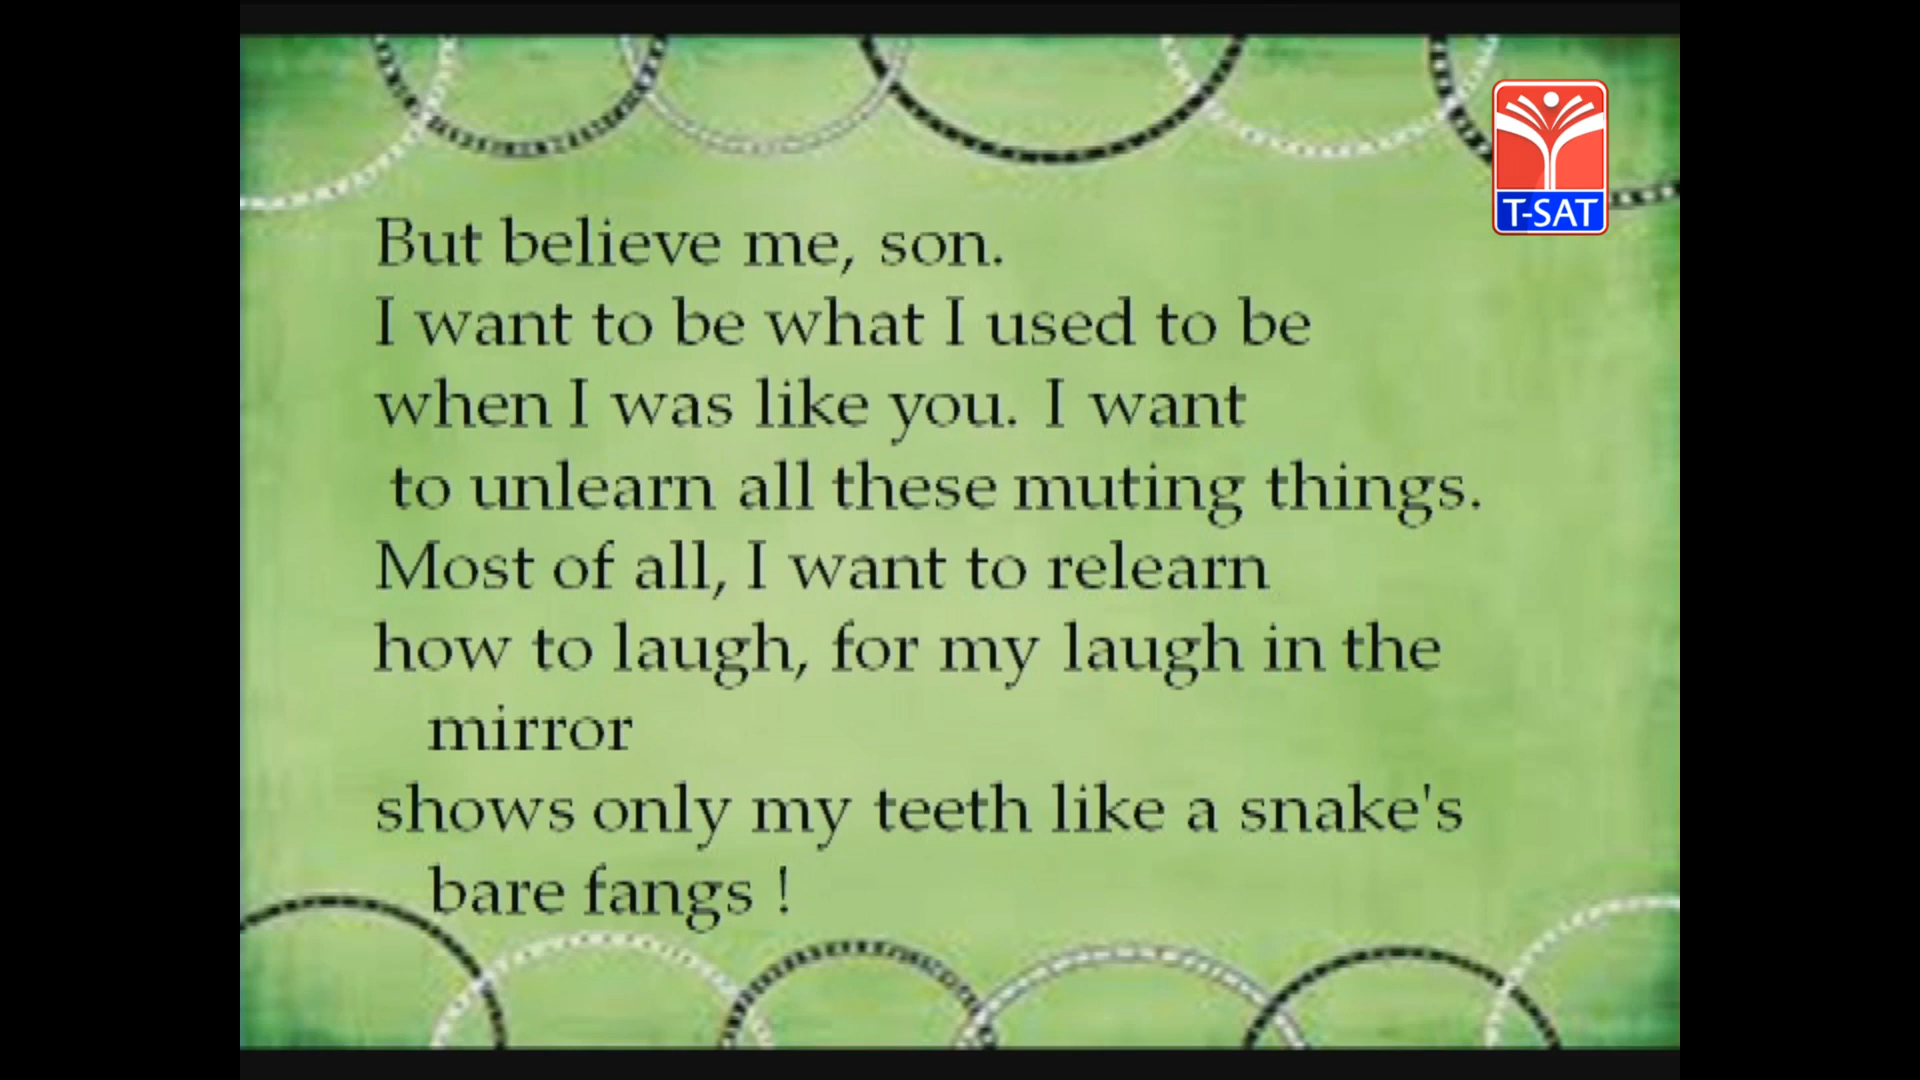 T-SAT
But believe me, son.
I want to be what I used to be
when I was like you. I want
to unlearn all these muting things.
Most of all, I want to relearn
how to laugh, for my laugh in the
mirror
shows only my teeth like a snake's
bare fangs !